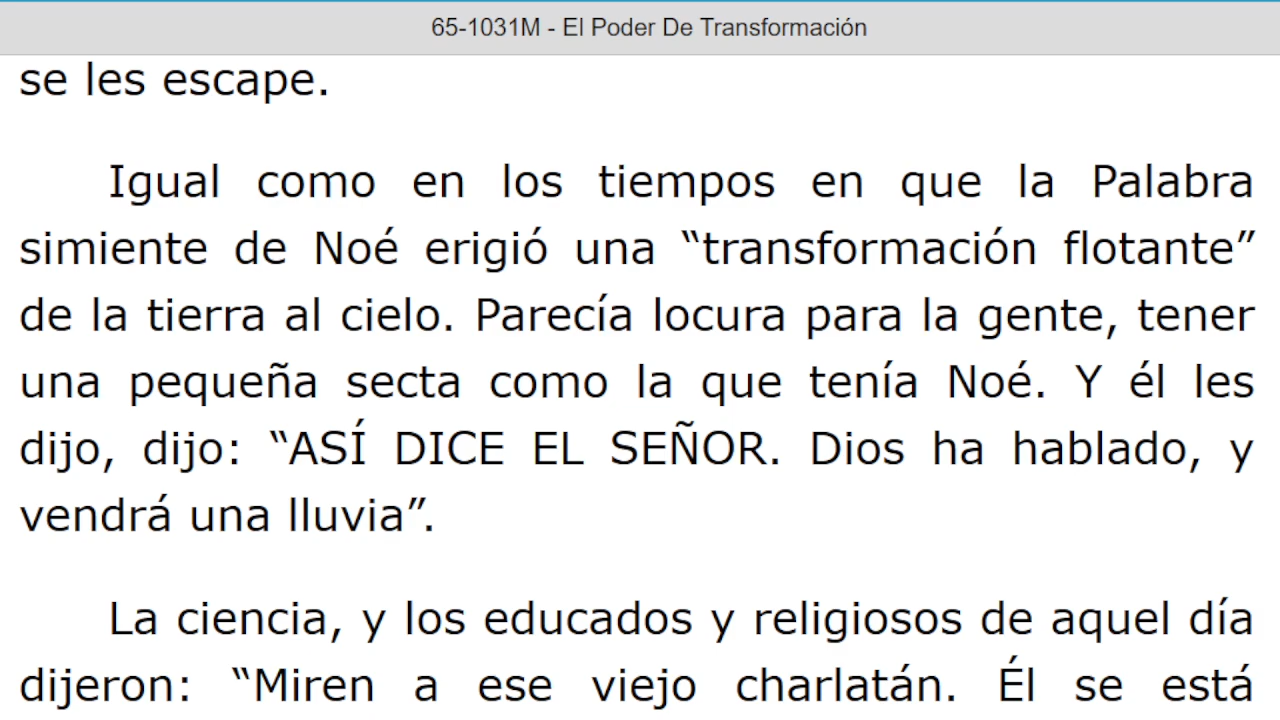 65-1031M - El Poder De Transformación
se les escape.
Igual como en los tiempos en que la Palabra
simiente de Noé erigió una “transformación flotante”
de la tierra al cielo. Parecía locura para la gente, tener
una pequeña secta como la que tenía Noé. Y él les
dijo, dijo: “ASÍ DICE EL SEÑOR. Dios ha hablado, y
vendrá una lluvia”.
La ciencia, y los educados y religiosos de aquel día
dijeron: “Miren a ese viejo charlatán. Él se está